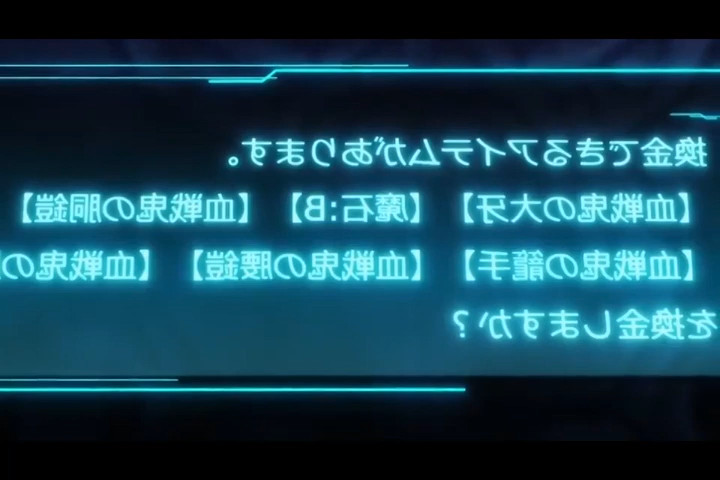 換金できるアイテムがあります。
【血戦鬼の大牙】【魔石:B】【血戦鬼の胴鎧】
【血戦鬼の籠手】【血戦鬼の腰鎧】【血戦鬼の
を換金しますか？